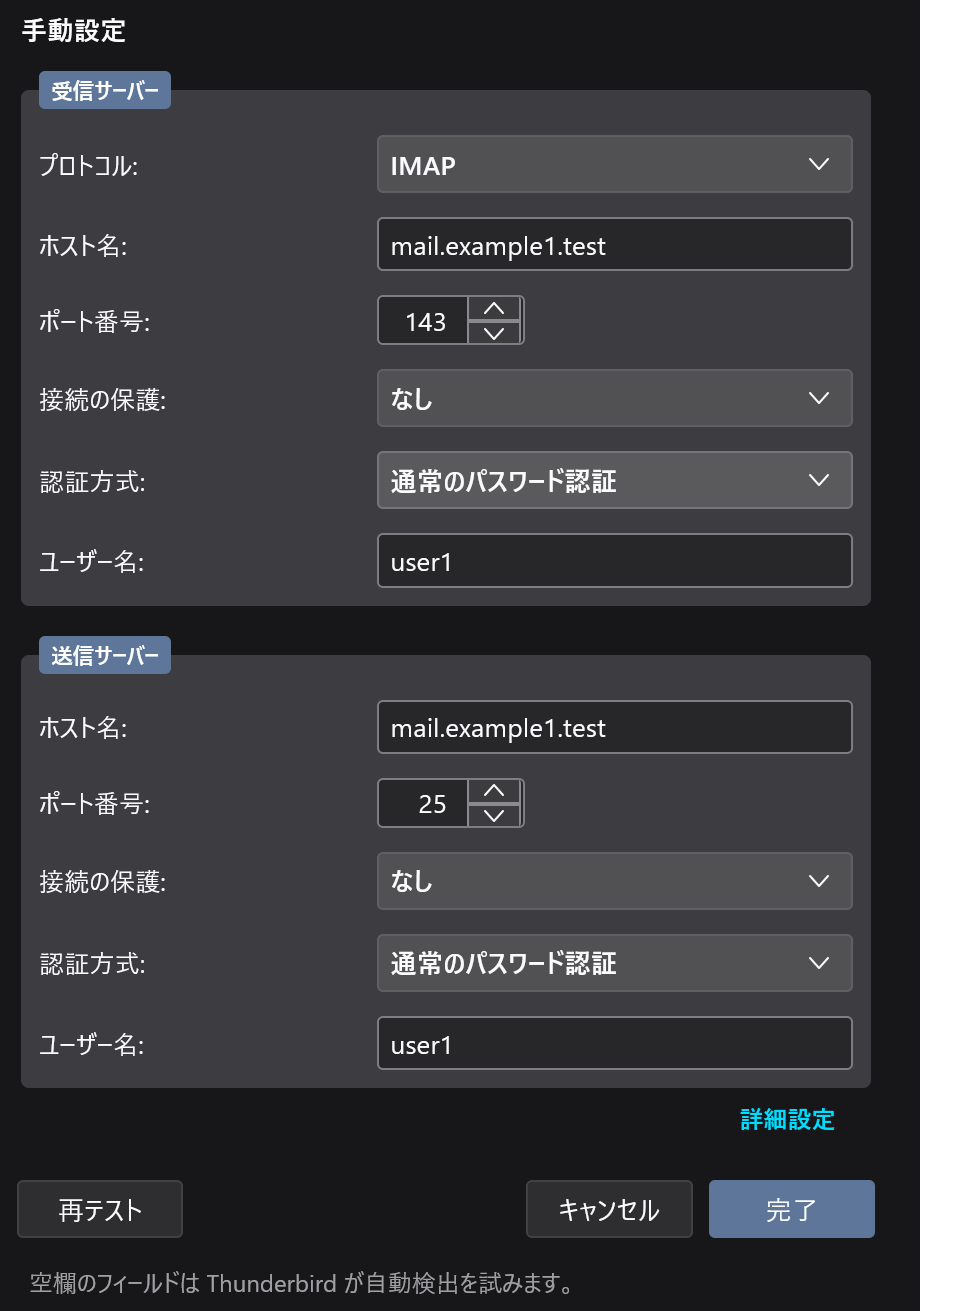 手動設定
受信サーバー
プロトコル: IMAP
ホスト名: mail.example1.test
ポート番号: 143
接続の保護: なし
認証方式: 通常のパスワード認証
ユーザー名: user1
送信サーバー
ホスト名: mail.example1.test
ポート番号: 25
接続の保護: なし
認証方式: 通常のパスワード認証
ユーザー名: user1
詳細設定
再テスト キャンセル 完了
空欄のフィールドは Thunderbird が自動検出を試みます。